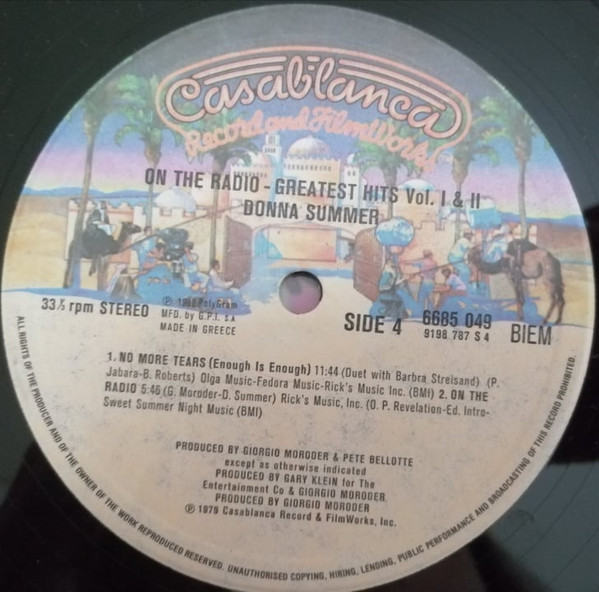 Casablanca
Record and FilmWorks
ON THE RADIO - GREATEST HITS Vol. I & II
DONNA SUMMER
33⅓ rpm STEREO
℗ PolyGram
MFD. by G.P.I. S.A
MADE IN GREECE
SIDE 4
6685 049
9198 787 S 4
BIEM
1. NO MORE TEARS (Enough Is Enough) 11:44 (Duet with Barbra Streisand) (P.
Jabara-B. Roberts) Olga Music-Fedora Music-Rick's Music Inc. (BMI) 2. ON THE
RADIO 5:46 (G. Moroder-D. Summer) Rick's Music, Inc. (O. P. Revelation-Ed. Intro-
Sweet Summer Night Music (BMI)
PRODUCED BY GIORGIO MORODER & PETE BELLOTTE
except as otherwise indicated
PRODUCED BY GARY KLEIN for The
Entertainment Co & GIORGIO MORODER
PRODUCED BY GIORGIO MORODER
℗ 1979 Casablanca Record & FilmWorks, Inc.
ALL RIGHTS OF THE PRODUCER AND OF THE OWNER OF THE WORK REPRODUCED RESERVED. UNAUTHORISED COPYING, HIRING, LENDING, PUBLIC PERFORMANCE AND BROADCASTING OF THIS RECORD PROHIBITED.